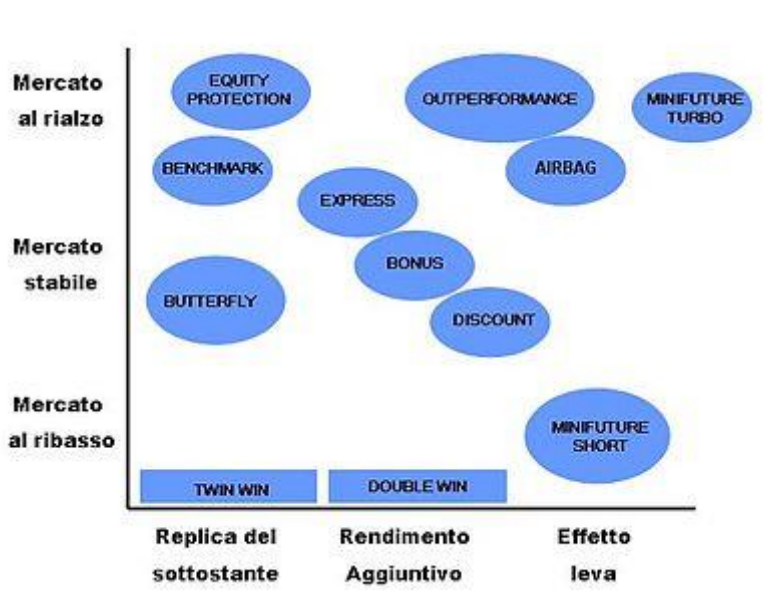 Mercato
al rialzo
EQUITY
PROTECTION
OUTPERFORMANCE
MINIFUTURE
TURBO
BENCHMARK
AIRBAG
EXPRESS
Mercato
stabile
BONUS
BUTTERFLY
DISCOUNT
Mercato
al ribasso
MINIFUTURE
SHORT
TWIN WIN
DOUBLE WIN
Replica del
sottostante
Rendimento
Aggiuntivo
Effetto
leva